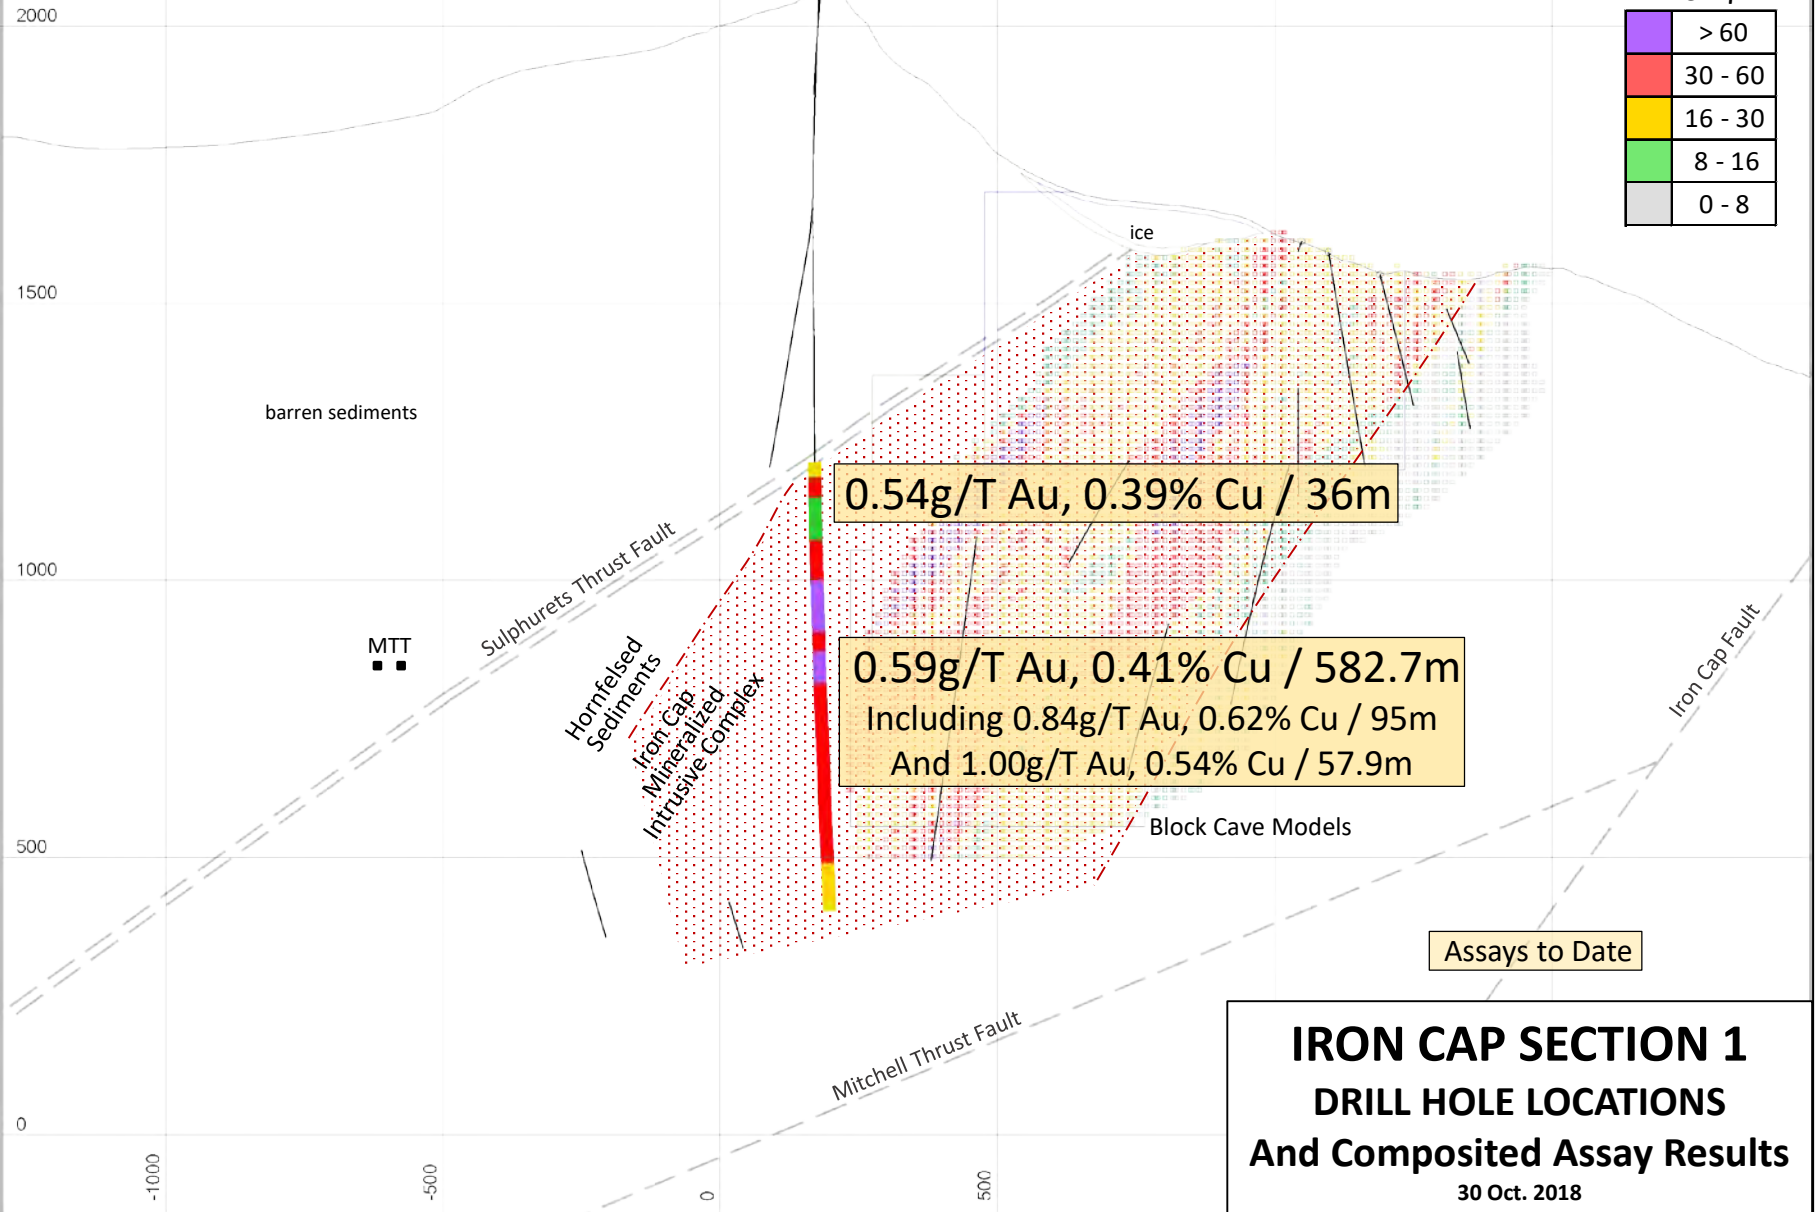 2000
> 60
30 - 60
16 - 30
8 - 16
0 - 8
ice
1500
barren sediments
0.54g/T Au, 0.39% Cu / 36m
1000
Sulphurets Thrust Fault
MTT
Hornfelsed
Sediments
Iron Cap
Mineralized
Intrusive Complex
0.59g/T Au, 0.41% Cu / 582.7m
Including 0.84g/T Au, 0.62% Cu / 95m
And 1.00g/T Au, 0.54% Cu / 57.9m
Iron Cap Fault
Block Cave Models
500
Assays to Date
Mitchell Thrust Fault
0
-1000
-500
0
500
IRON CAP SECTION 1
DRILL HOLE LOCATIONS
And Composited Assay Results
30 Oct. 2018